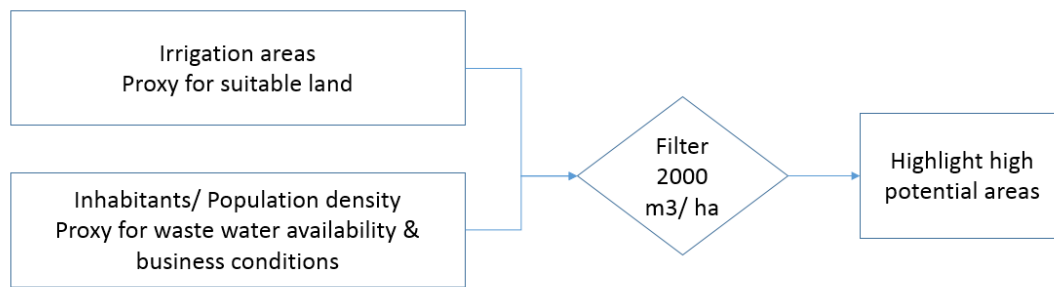 Irrigation areas
Proxy for suitable land
Inhabitants/ Population density
Proxy for waste water availability &
business conditions
Filter
2000
m3/ ha
Highlight high
potential areas